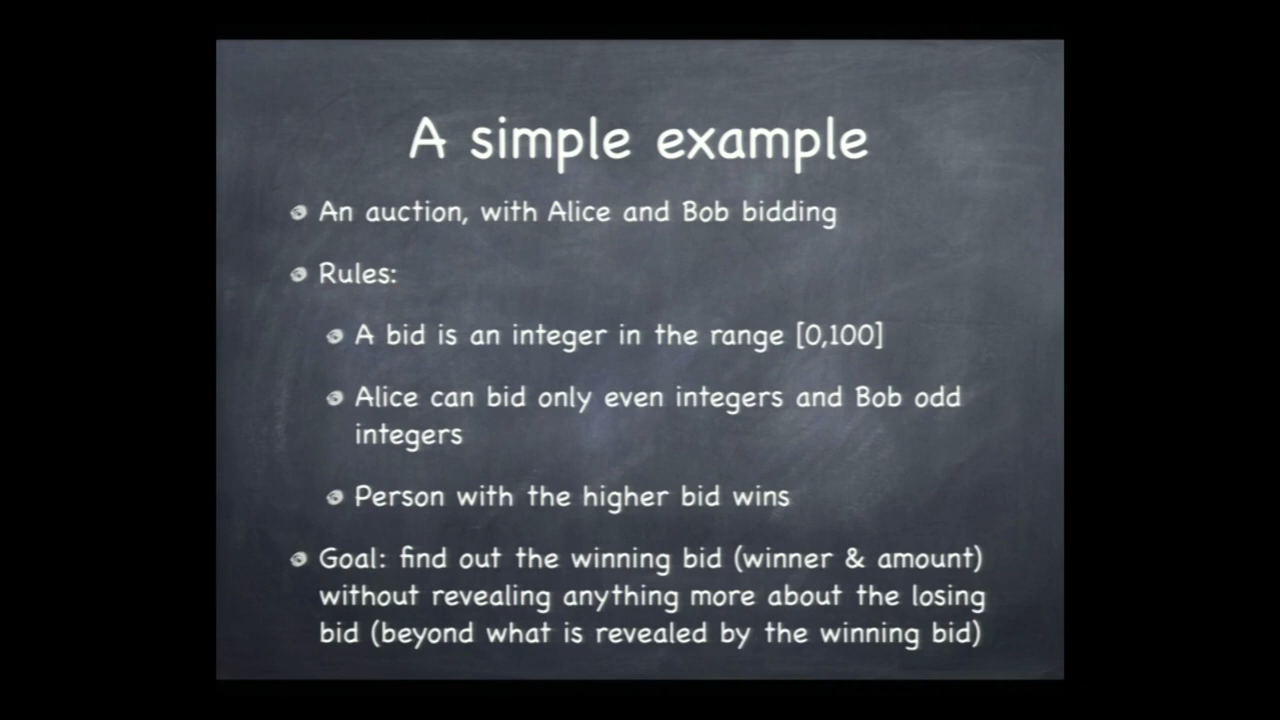 A simple example
An auction, with Alice and Bob bidding
Rules:
A bid is an integer in the range [0,100]
Alice can bid only even integers and Bob odd
integers
Person with the higher bid wins
Goal: find out the winning bid (winner & amount)
without revealing anything more about the losing
bid (beyond what is revealed by the winning bid)